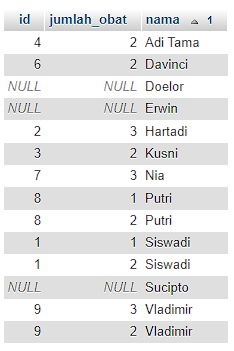 id jumlah_obat nama 1
4 2 Adi Tama
6 2 Davinci
NULL NULL Doelor
NULL NULL Erwin
2 3 Hartadi
3 2 Kusni
7 3 Nia
8 1 Putri
8 2 Putri
1 1 Siswadi
1 2 Siswadi
NULL NULL Sucipto
9 3 Vladimir
9 2 Vladimir